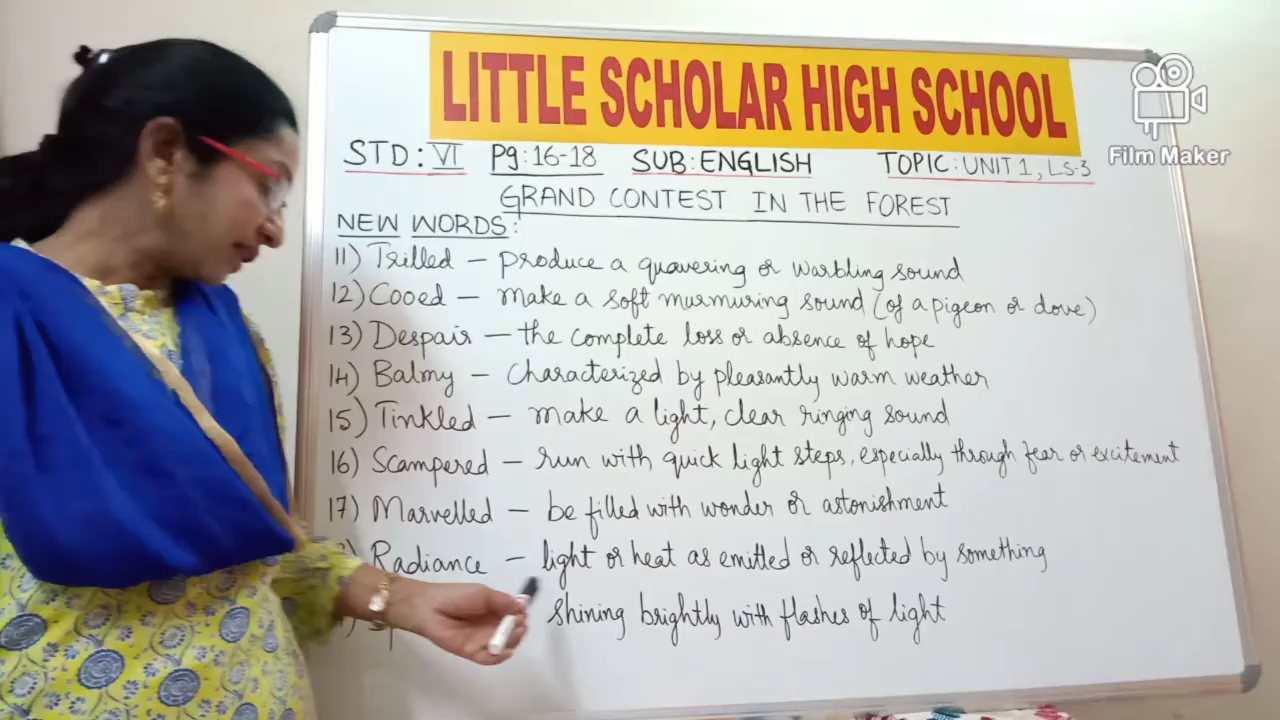 LITTLE SCHOLAR HIGH SCHOOL
Film Maker
STD: VI Pg: 16-18 SUB: ENGLISH TOPIC: UNIT 1, LS-3
GRAND CONTEST IN THE FOREST
NEW WORDS:
11) Trilled - produce a quavering or warbling sound
12) Cooed - make a soft murmuring sound (of a pigeon or dove)
13) Despair - the complete loss or absence of hope
14) Balmy - characterized by pleasantly warm weather
15) Tinkled - make a light, clear ringing sound
16) Scampered - run with quick light steps, especially through fear or excitement
17) Marvelled - be filled with wonder or astonishment
Radiance - light or heat as emitted or reflected by something
shining brightly with flashes of light